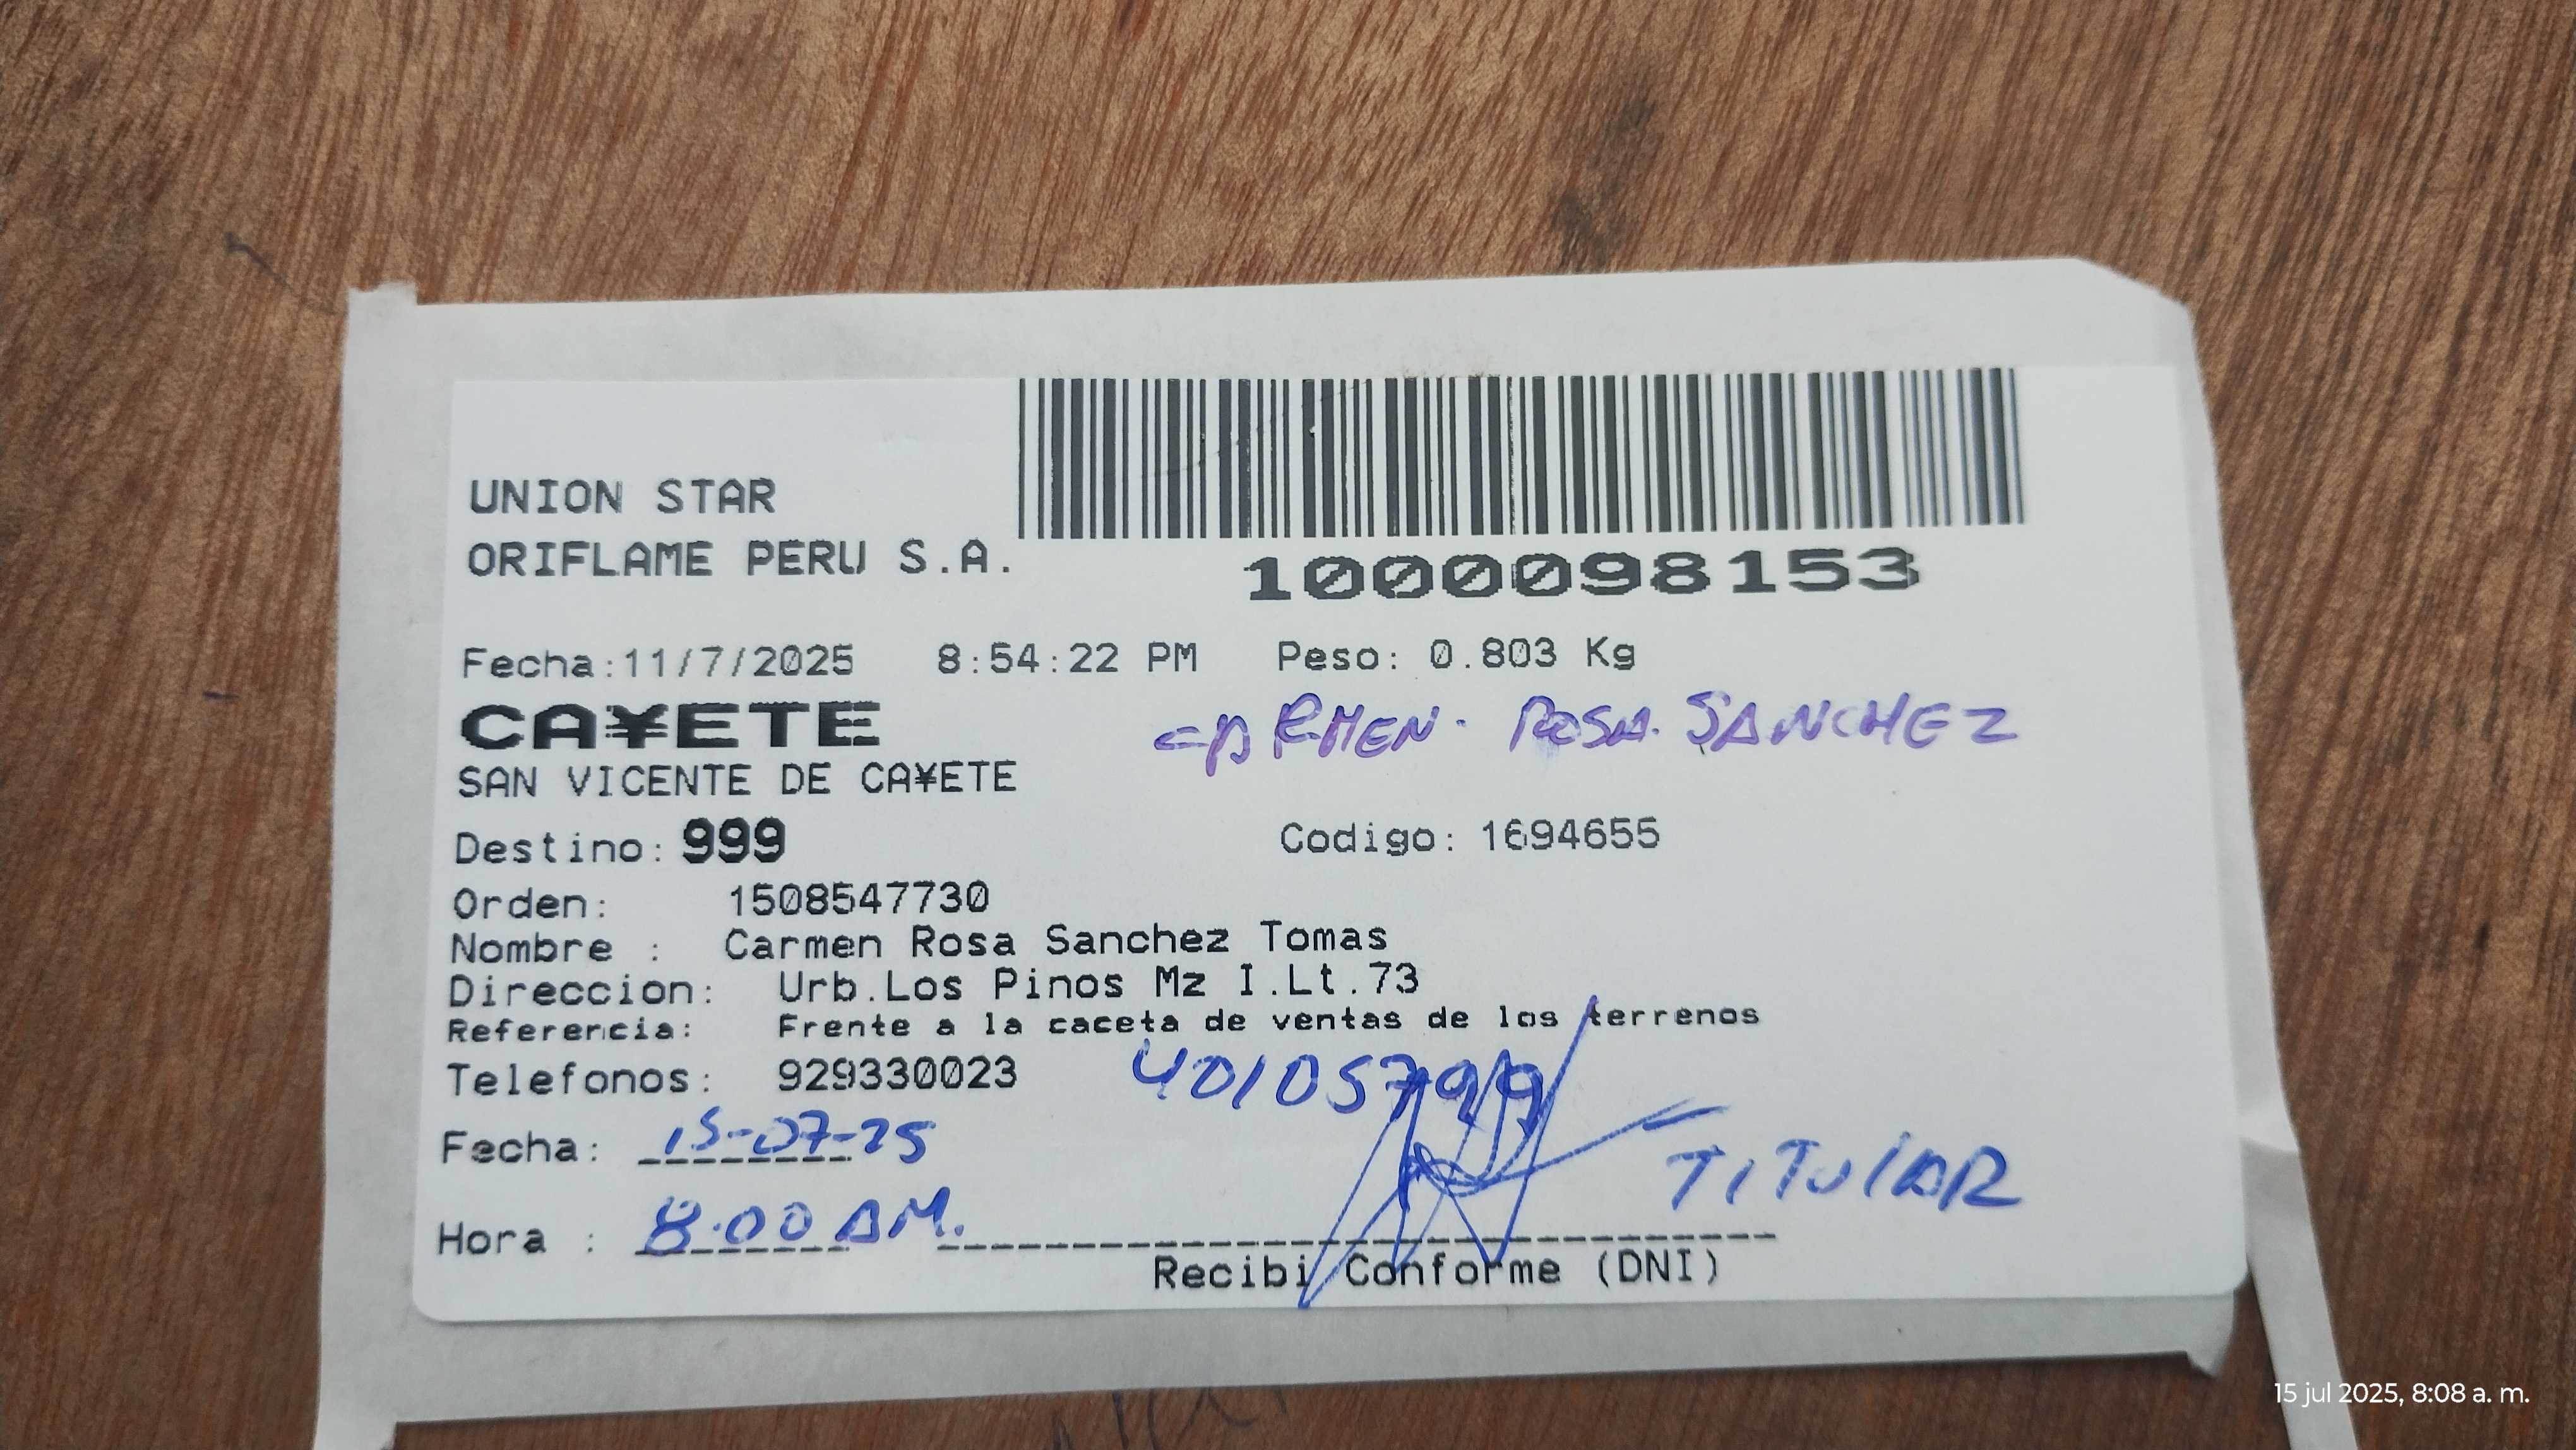 UNION STAR
ORIFLAME PERU S.A.
1000098153
Fecha:11/7/2025 8:54:22 PM Peso: 0.803 Kg
CA¥ETE
CARMEN. ROSA. SANCHEZ
SAN VICENTE DE CA¥ETE
Destino: 999 Codigo: 1694655
Orden: 1508547730
Nombre : Carmen Rosa Sanchez Tomas
Direccion: Urb.Los Pinos Mz I.Lt.73
Referencia: Frente a la caceta de ventas de los terrenos
Telefonos: 929330023 40105799
Fecha: 15-07-25
TITULAR
Hora : 8:00 AM.
Recibi Conforme (DNI)
15 jul 2025, 8:08 a. m.